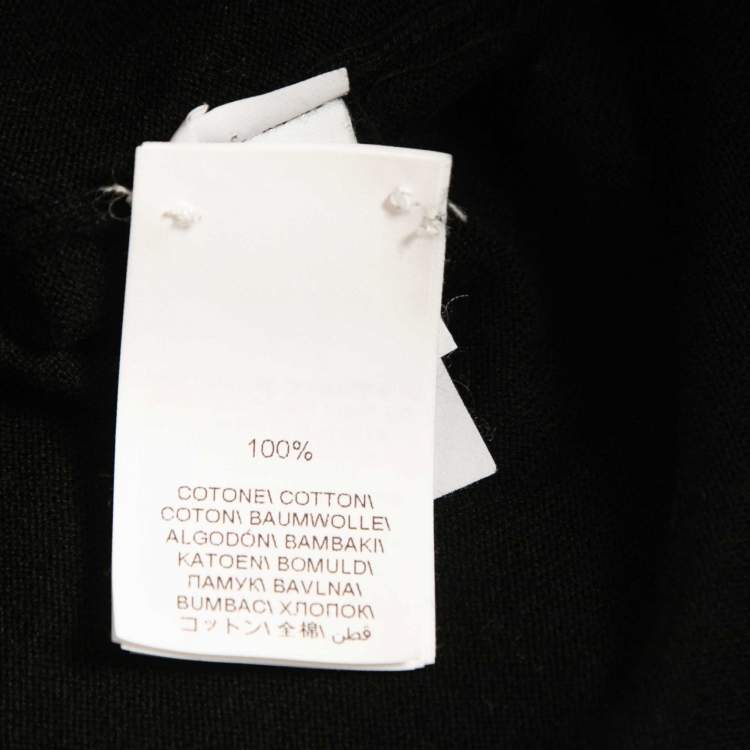 100%
COTONE\ COTTON\
COTON\ BAUMWOLLE\
ALGODÓN\ BAMBAKI\
KATOEN\ BOMULD\
ПАМУК\ BAVLNA\
BUMBAC\ ХЛОПОК\
コットン\ 全棉\ قطن